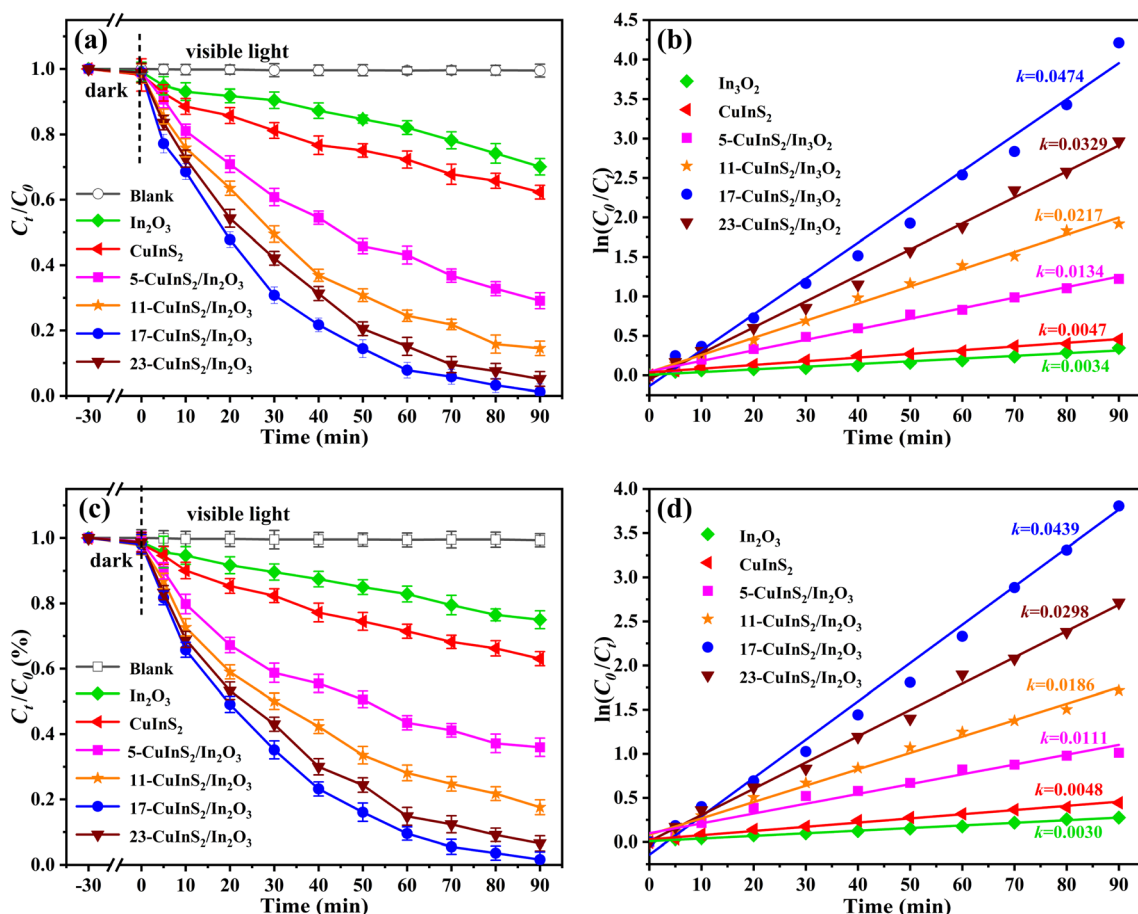 (a)
visible light
dark
Blank
In₂O₃
CuInS₂
5-CuInS₂/In₂O₃
11-CuInS₂/In₂O₃
17-CuInS₂/In₂O₃
23-CuInS₂/In₂O₃
Cₜ/C₀
1.0
0.8
0.6
0.4
0.2
0.0
-30 0 10 20 30 40 50 60 70 80 90
Time (min)
(b)
In₃O₂
CuInS₂
5-CuInS₂/In₃O₂
11-CuInS₂/In₃O₂
17-CuInS₂/In₃O₂
23-CuInS₂/In₃O₂
k=0.0474
k=0.0329
k=0.0217
k=0.0134
k=0.0047
k=0.0034
ln(C₀/Cₜ)
4.5
4.0
3.5
3.0
2.5
2.0
1.5
1.0
0.5
0.0
0 10 20 30 40 50 60 70 80 90
Time (min)
(c)
visible light
dark
Blank
In₂O₃
CuInS₂
5-CuInS₂/In₂O₃
11-CuInS₂/In₂O₃
17-CuInS₂/In₂O₃
23-CuInS₂/In₂O₃
Cₜ/C₀ (%)
1.0
0.8
0.6
0.4
0.2
0.0
-30 0 10 20 30 40 50 60 70 80 90
Time (min)
(d)
In₂O₃
CuInS₂
5-CuInS₂/In₂O₃
11-CuInS₂/In₂O₃
17-CuInS₂/In₂O₃
23-CuInS₂/In₂O₃
k=0.0439
k=0.0298
k=0.0186
k=0.0111
k=0.0048
k=0.0030
ln(C₀/Cₜ)
4.0
3.5
3.0
2.5
2.0
1.5
1.0
0.5
0.0
0 10 20 30 40 50 60 70 80 90
Time (min)